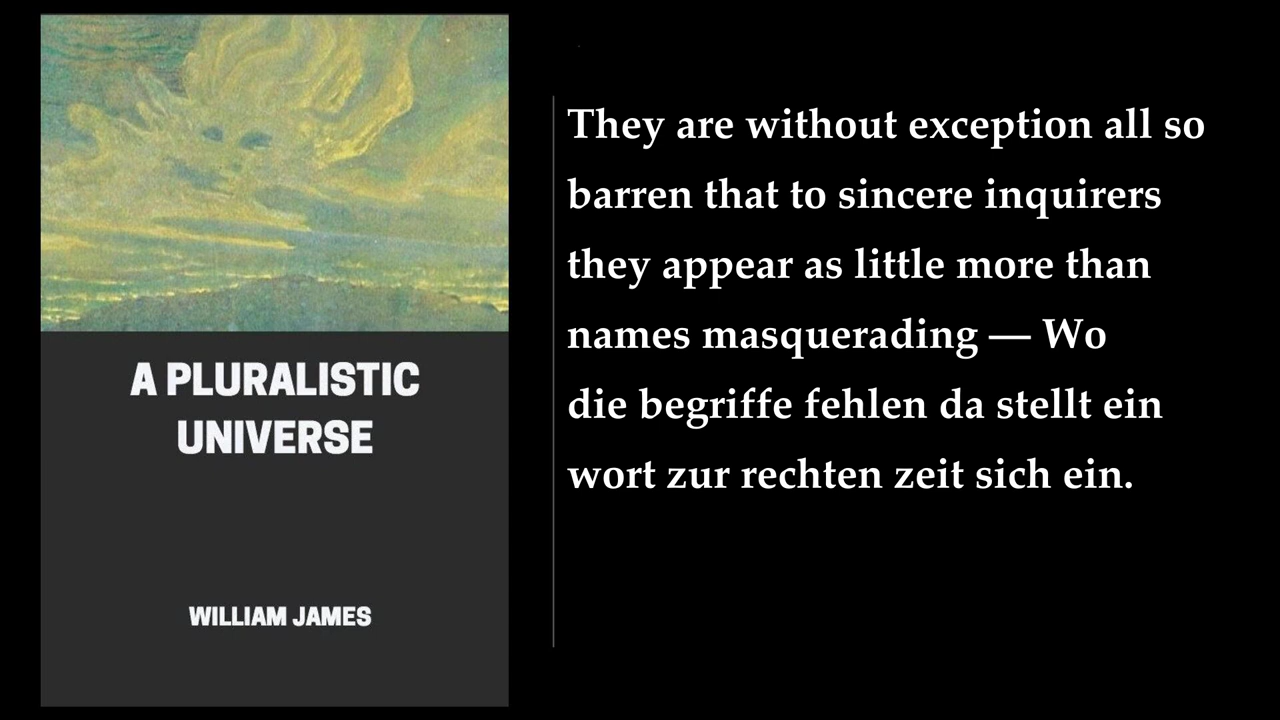 A PLURALISTIC
UNIVERSE
WILLIAM JAMES
They are without exception all so
barren that to sincere inquirers
they appear as little more than
names masquerading — Wo
die begriffe fehlen da stellt ein
wort zur rechten zeit sich ein.